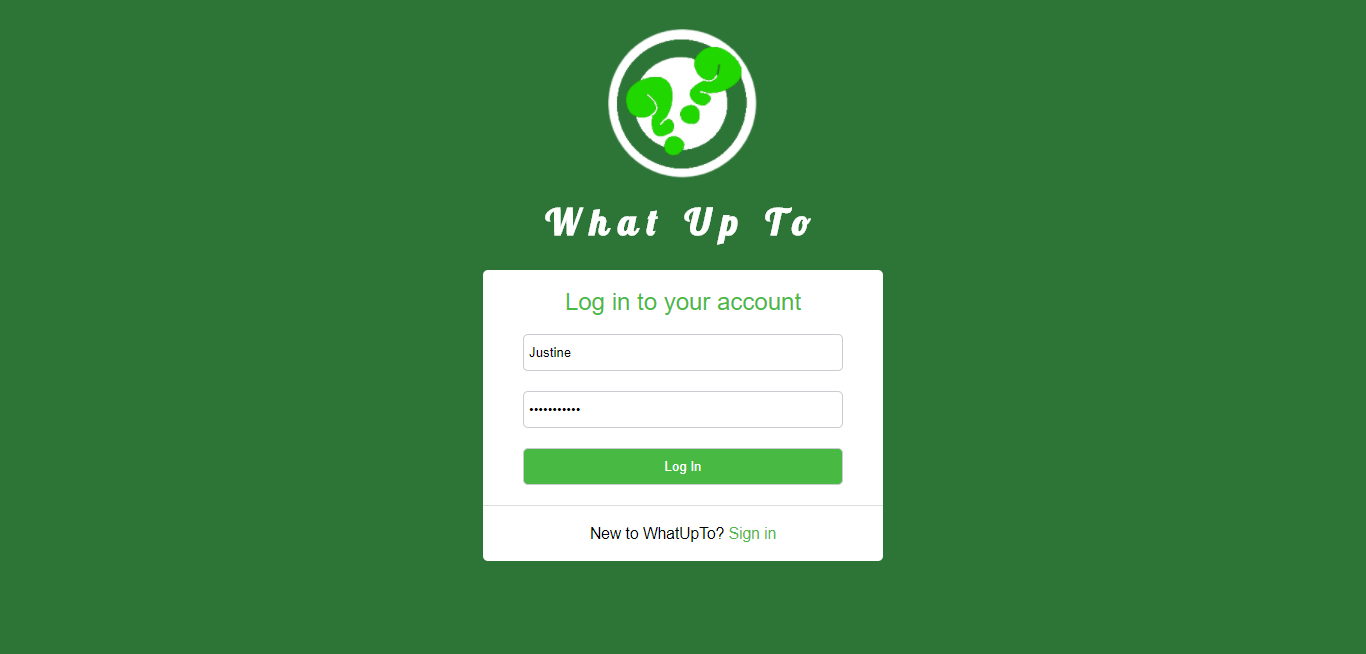 What Up To
Log in to your account
Justine
•••••••••••
Log In
New to WhatUpTo? Sign in